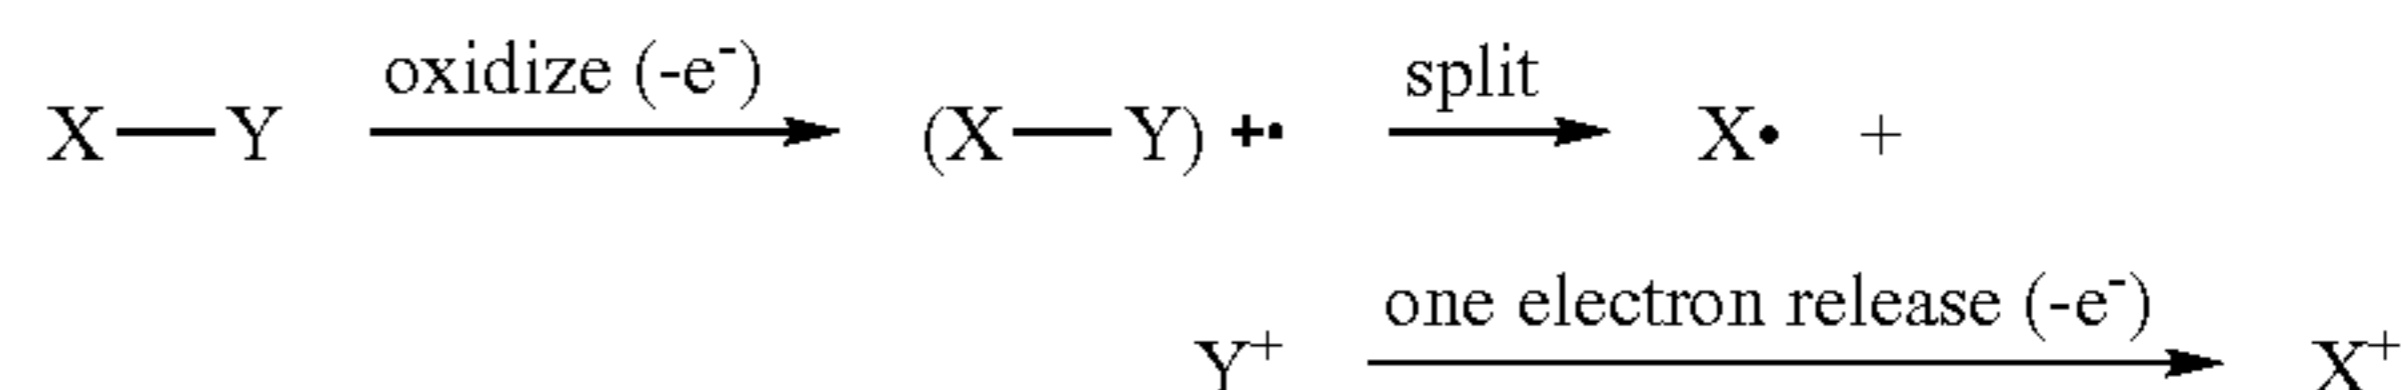 oxidize (-e⁻) split
X—Y (X—Y) +• X• +
one electron release (-e⁻)
Y⁺ X⁺